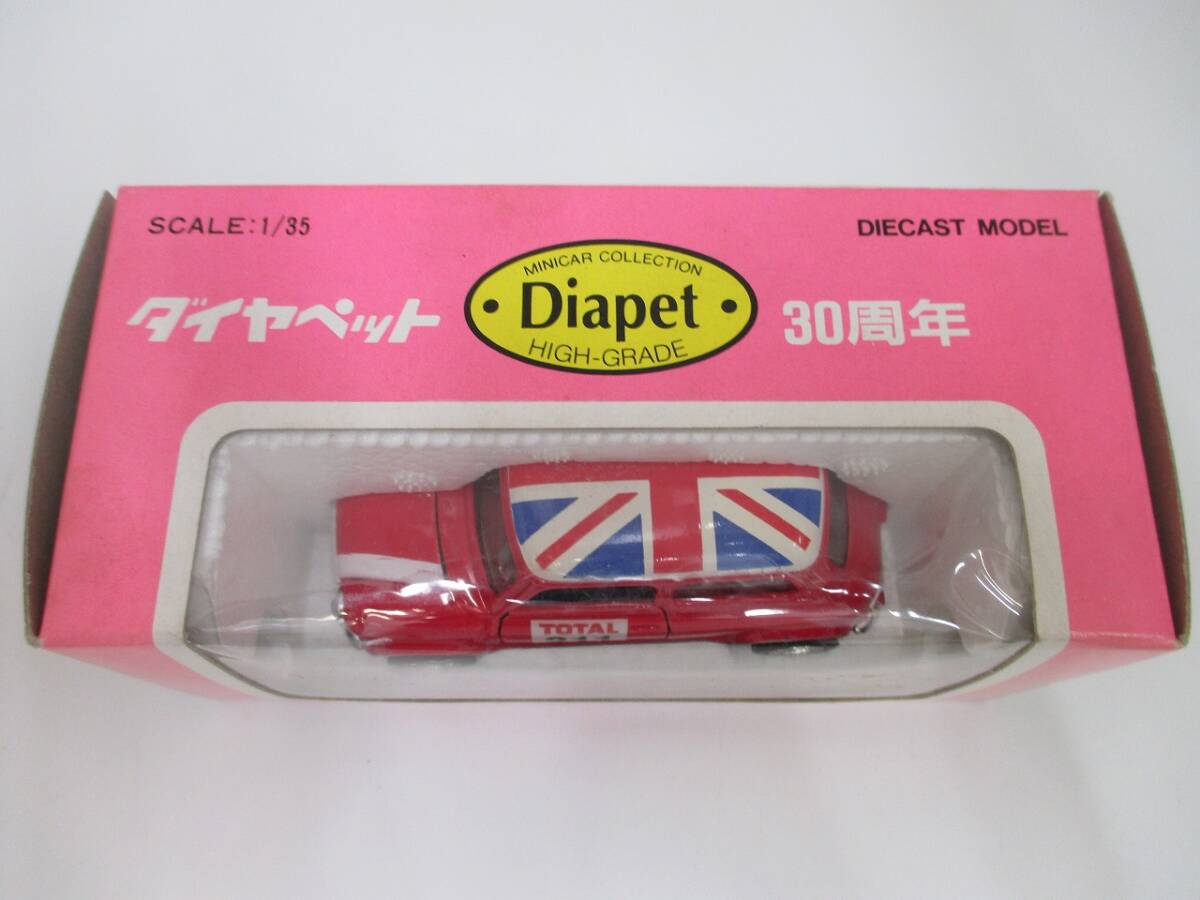 SCALE:1/35
DIECAST MODEL
ダイヤペット
MINICAR COLLECTION
• Diapet •
HIGH-GRADE
30周年
TOTAL